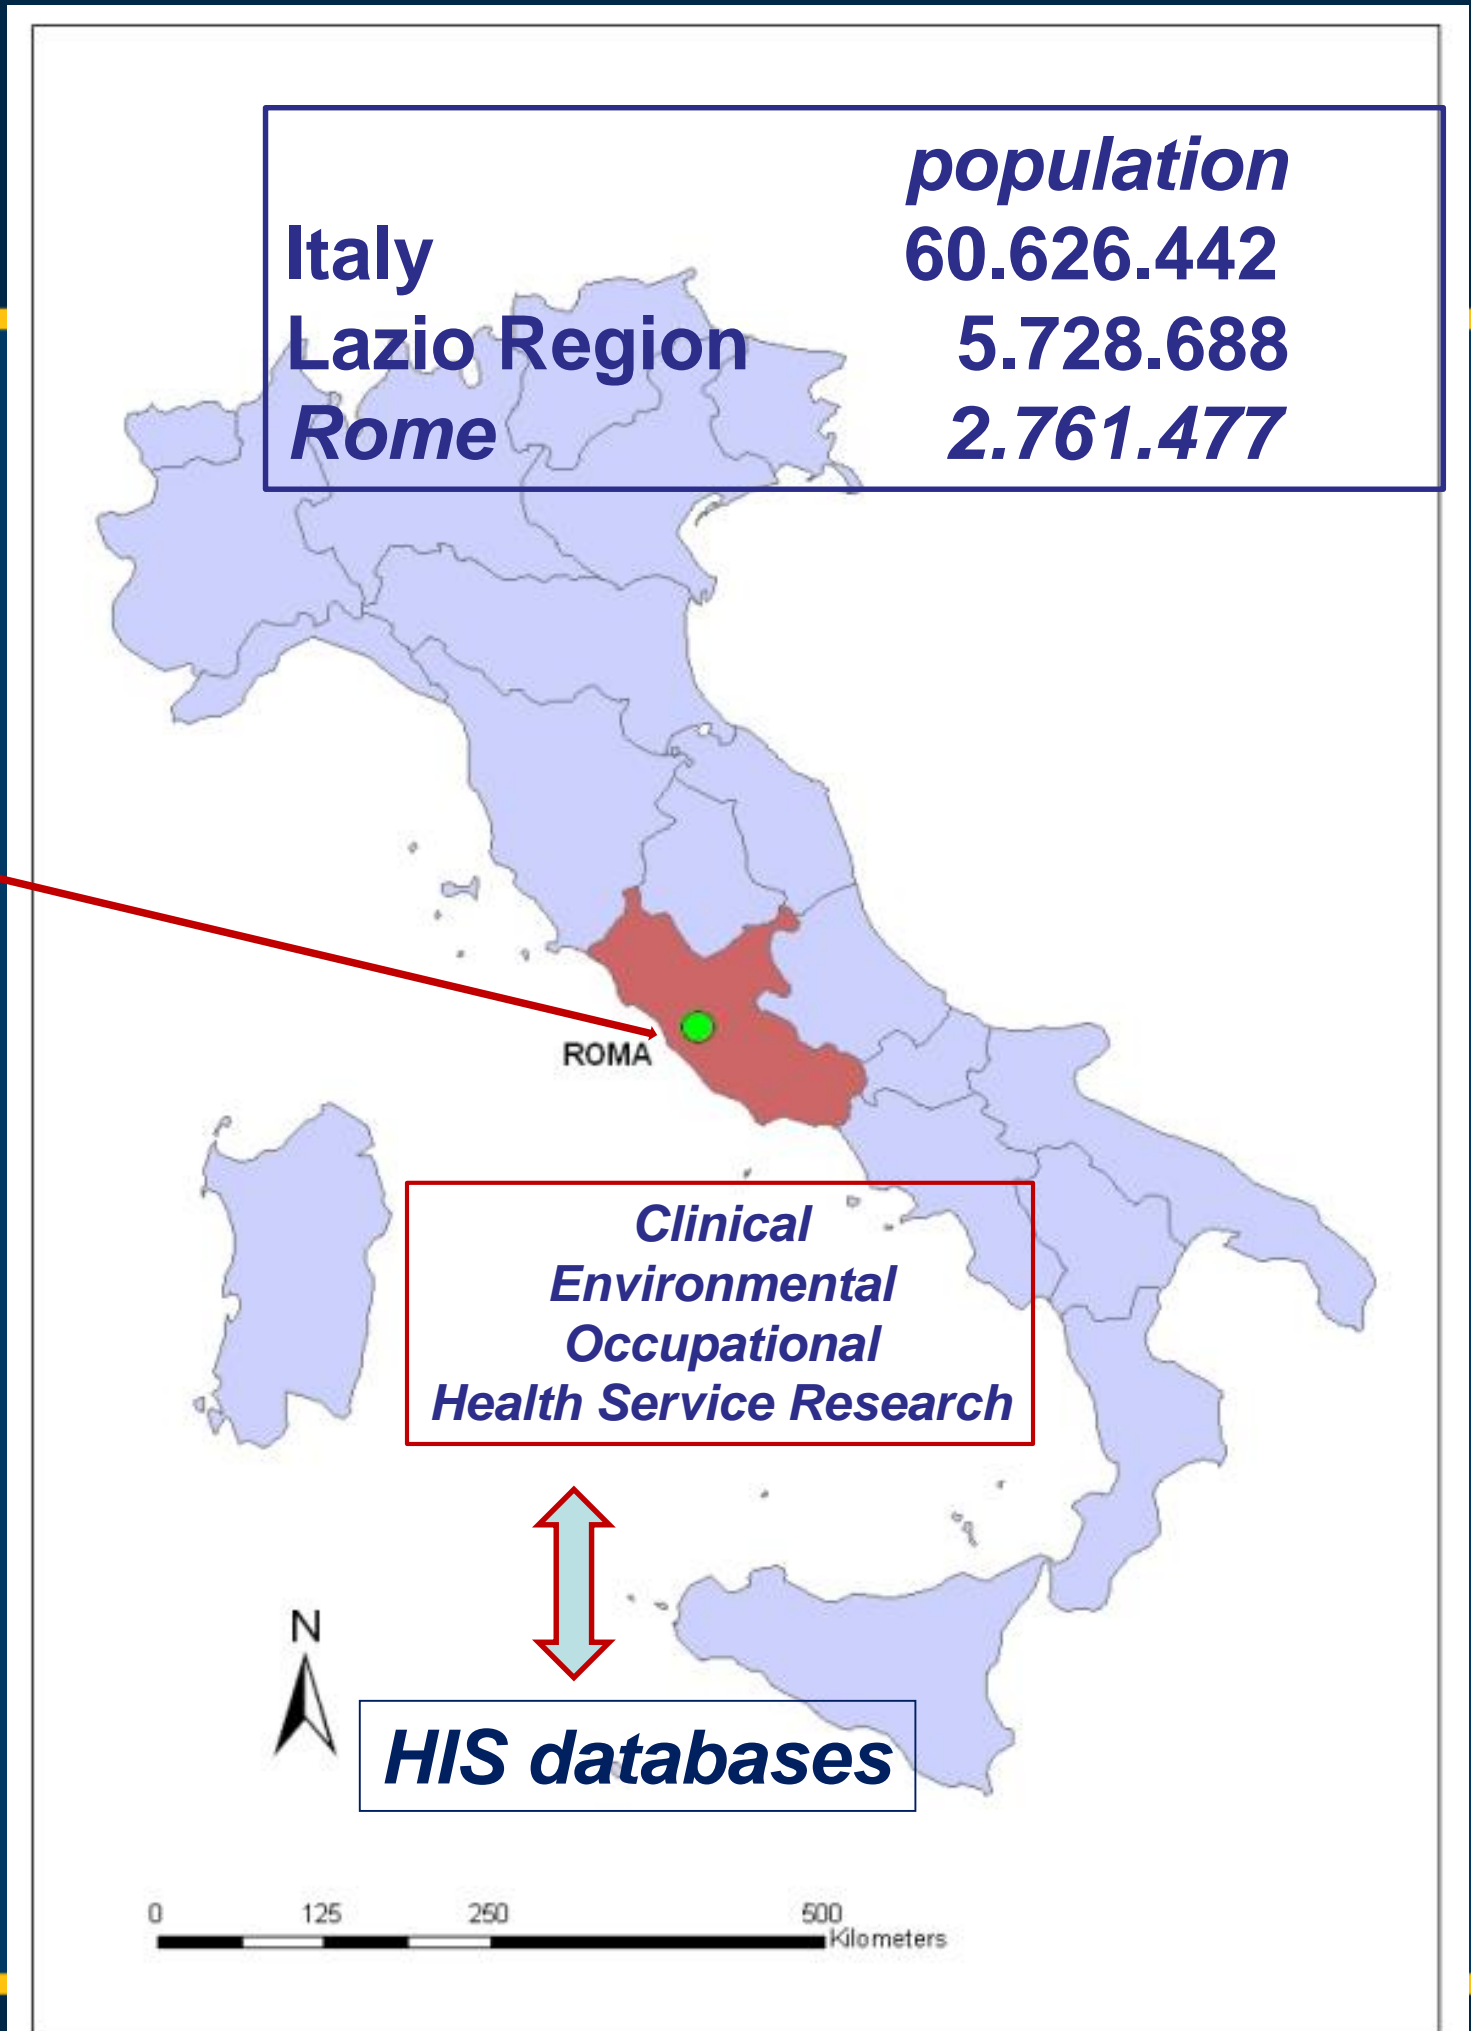 population
Italy 60.626.442
Lazio Region 5.728.688
Rome 2.761.477
ROMA
Clinical
Environmental
Occupational
Health Service Research
N
HIS databases
0 125 250 500
Kilometers